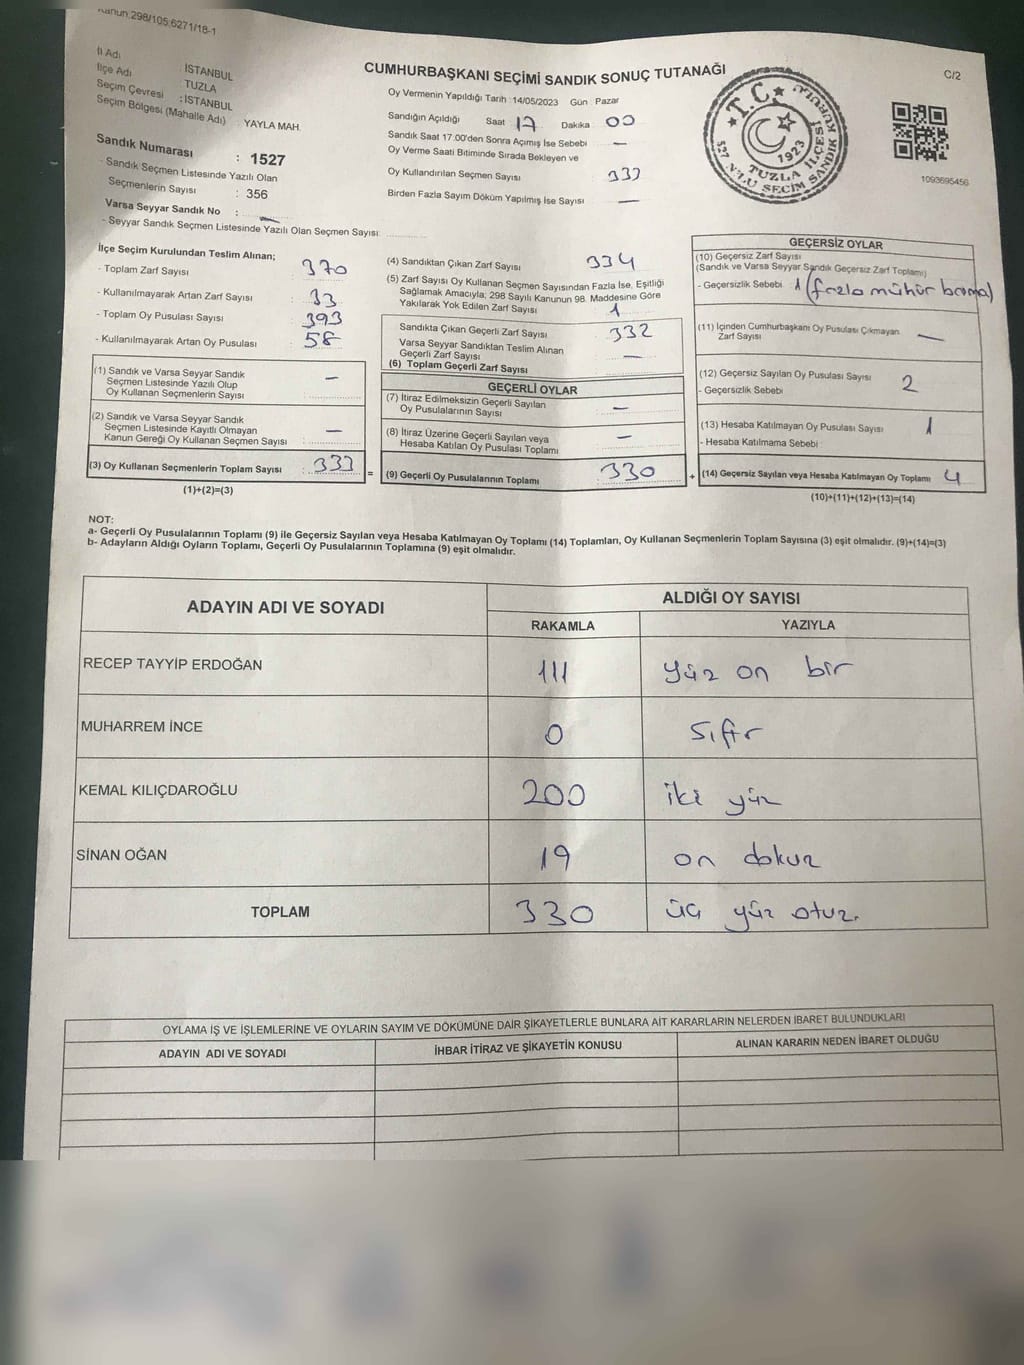 Kanun:298/105;6271/18-1
C/2
CUMHURBAŞKANI SEÇİMİ SANDIK SONUÇ TUTANAĞI
İl Adı : İSTANBUL
İlçe Adı : TUZLA
Seçim Çevresi : İSTANBUL
Seçim Bölgesi (Mahalle Adı) : YAYLA MAH.
Sandık Numarası : 1527
- Sandık Seçmen Listesinde Yazılı Olan
Seçmenlerin Sayısı : 356
Varsa Seyyar Sandık No : —
- Seyyar Sandık Seçmen Listesinde Yazılı Olan Seçmen Sayısı:
Oy Vermenin Yapıldığı Tarih : 14/05/2023 Gün : Pazar
Sandığın Açıldığı Saat 17 Dakika 00
Sandık Saat 17.00'den Sonra Açımış İse Sebebi —
Oy Verme Saati Bitiminde Sırada Bekleyen ve
Oy Kullandırılan Seçmen Sayısı 333
Birden Fazla Sayım Döküm Yapılmış İse Sayısı —
T.C.
1923
TUZLA İLÇESİ
1093695456
İlçe Seçim Kurulundan Teslim Alınan;
- Toplam Zarf Sayısı : 370
- Kullanılmayarak Artan Zarf Sayısı : 33
- Toplam Oy Pusulası Sayısı : 393
- Kullanılmayarak Artan Oy Pusulası : 58
(1) Sandık ve Varsa Seyyar Sandık
Seçmen Listesinde Yazılı Olup
Oy Kullanan Seçmenlerin Sayısı —
(2) Sandık ve Varsa Seyyar Sandık
Seçmen Listesinde Kayıtlı Olmayan
Kanun Gereği Oy Kullanan Seçmen Sayısı : —
(3) Oy Kullanan Seçmenlerin Toplam Sayısı : 333
(1)+(2)=(3)
=
(4) Sandıktan Çıkan Zarf Sayısı 334
(5) Zarf Sayısı Oy Kullanan Seçmen Sayısından Fazla İse, Eşitliği
Sağlamak Amacıyla; 298 Sayılı Kanunun 98. Maddesine Göre
Yakılarak Yok Edilen Zarf Sayısı 1
Sandıkta Çıkan Geçerli Zarf Sayısı 332
Varsa Seyyar Sandıktan Teslim Alınan
Geçerli Zarf Sayısı —
(6) Toplam Geçerli Zarf Sayısı
GEÇERLİ OYLAR
(7) İtiraz Edilmeksizin Geçerli Sayılan
Oy Pusulalarının Sayısı —
(8) İtiraz Üzerine Geçerli Sayılan veya
Hesaba Katılan Oy Pusulası Toplamı —
(9) Geçerli Oy Pusulalarının Toplamı : 330
+
GEÇERSİZ OYLAR
(10) Geçersiz Zarf Sayısı
(Sandık ve Varsa Seyyar Sandık Geçersiz Zarf Toplamı)
- Geçersizlik Sebebi 1 (fazla mühür basma)
(11) İçinden Cumhurbaşkanı Oy Pusulası Çıkmayan
Zarf Sayısı —
(12) Geçersiz Sayılan Oy Pusulası Sayısı 2
- Geçersizlik Sebebi
(13) Hesaba Katılmayan Oy Pusulası Sayısı 1
- Hesaba Katılmama Sebebi
(14) Geçersiz Sayılan veya Hesaba Katılmayan Oy Toplamı 4
(10)+(11)+(12)+(13)=(14)
NOT:
a- Geçerli Oy Pusulalarının Toplamı (9) ile Geçersiz Sayılan veya Hesaba Katılmayan Oy Toplamı (14) Toplamları, Oy Kullanan Seçmenlerin Toplam Sayısına (3) eşit olmalıdır. (9)+(14)=(3)
b- Adayların Aldığı Oyların Toplamı, Geçerli Oy Pusulalarının Toplamına (9) eşit olmalıdır.
ADAYIN ADI VE SOYADI ALDIĞI OY SAYISI
RAKAMLA YAZIYLA
RECEP TAYYİP ERDOĞAN 111 yüz on bir
MUHARREM İNCE 0 sıfır
KEMAL KILIÇDAROĞLU 200 iki yüz
SİNAN OĞAN 19 on dokuz
TOPLAM 330 üç yüz otuz.
OYLAMA İŞ VE İŞLEMLERİNE VE OYLARIN SAYIM VE DÖKÜMÜNE DAİR ŞİKAYETLERLE BUNLARA AİT KARARLARIN NELERDEN İBARET BULUNDUKLARI
ADAYIN ADI VE SOYADI İHBAR İTİRAZ VE ŞİKAYETİN KONUSU ALINAN KARARIN NEDEN İBARET OLDUĞU